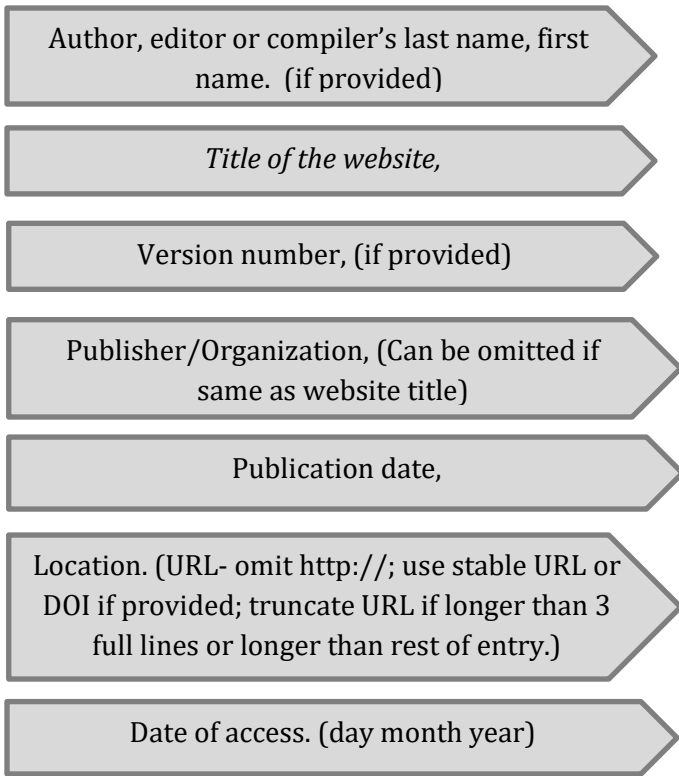 Author, editor or compiler’s last name, first
name.  (if provided)
Title of the website,
Version number, (if provided)
Publisher/Organization, (Can be omitted if
same as website title)
Publication date,
Location. (URL- omit http://; use stable URL or
DOI if provided; truncate URL if longer than 3
full lines or longer than rest of entry.)
Date of access. (day month year)